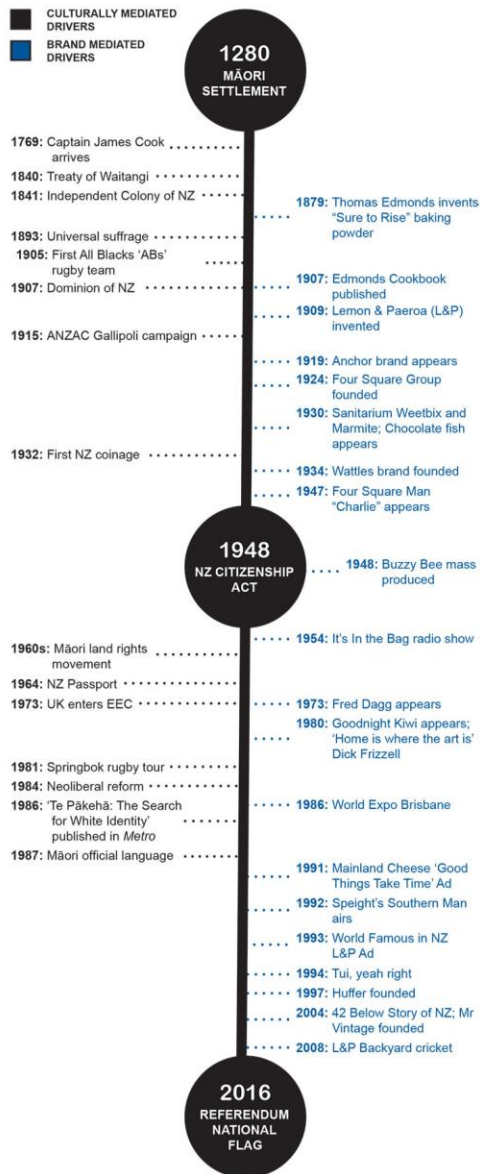 CULTURALLY MEDIATED
DRIVERS
BRAND MEDIATED
DRIVERS
1280
MĀORI
SETTLEMENT
1769: Captain James Cook
arrives
1840: Treaty of Waitangi
1841: Independent Colony of NZ
1879: Thomas Edmonds invents
“Sure to Rise” baking
powder
1893: Universal suffrage
1905: First All Blacks ‘ABs’
rugby team
1907: Dominion of NZ
1907: Edmonds Cookbook
published
1909: Lemon & Paeroa (L&P)
invented
1915: ANZAC Gallipoli campaign
1919: Anchor brand appears
1924: Four Square Group
founded
1930: Sanitarium Weetbix and
Marmite; Chocolate fish
appears
1932: First NZ coinage
1934: Wattles brand founded
1947: Four Square Man
“Charlie” appears
1948
NZ CITIZENSHIP
ACT
1948: Buzzy Bee mass
produced
1954: It’s In the Bag radio show
1960s: Māori land rights
movement
1964: NZ Passport
1973: UK enters EEC
1973: Fred Dagg appears
1980: Goodnight Kiwi appears;
‘Home is where the art is’
Dick Frizzell
1981: Springbok rugby tour
1984: Neoliberal reform
1986: ‘Te Pākehā: The Search
for White Identity’
published in Metro
1986: World Expo Brisbane
1987: Māori official language
1991: Mainland Cheese ‘Good
Things Take Time’ Ad
1992: Speight’s Southern Man
airs
1993: World Famous in NZ
L&P Ad
1994: Tui, yeah right
1997: Huffer founded
2004: 42 Below Story of NZ; Mr
Vintage founded
2008: L&P Backyard cricket
2016
REFERENDUM
NATIONAL
FLAG